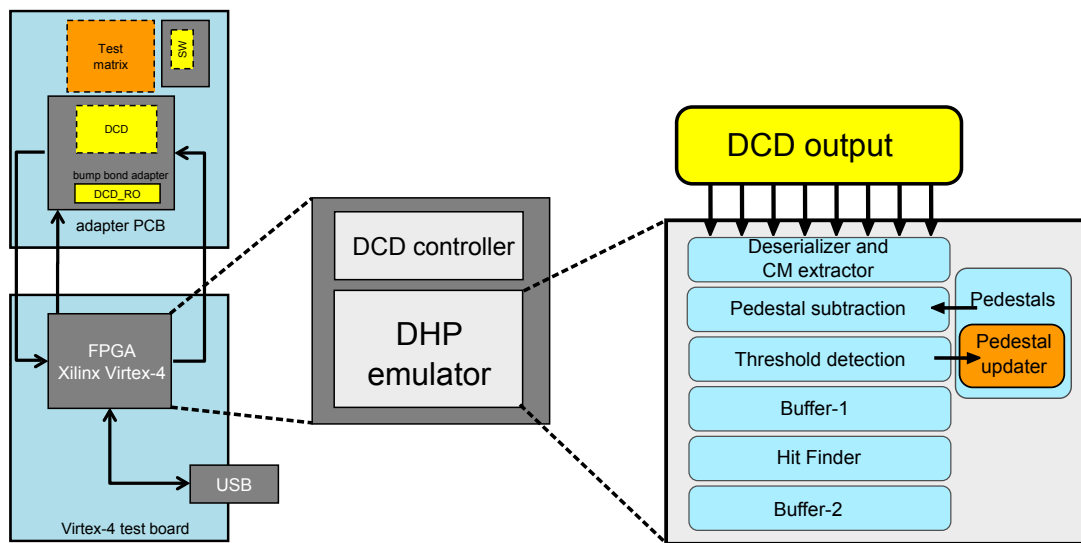 Test
matrix
SW
DCD
bump bond adapter
DCD_RO
adapter PCB
FPGA
Xilinx Virtex-4
USB
Virtex-4 test board
DCD controller
DHP
emulator
DCD output
Deserializer and
CM extractor
Pedestal subtraction
Pedestals
Threshold detection
Pedestal
updater
Buffer-1
Hit Finder
Buffer-2